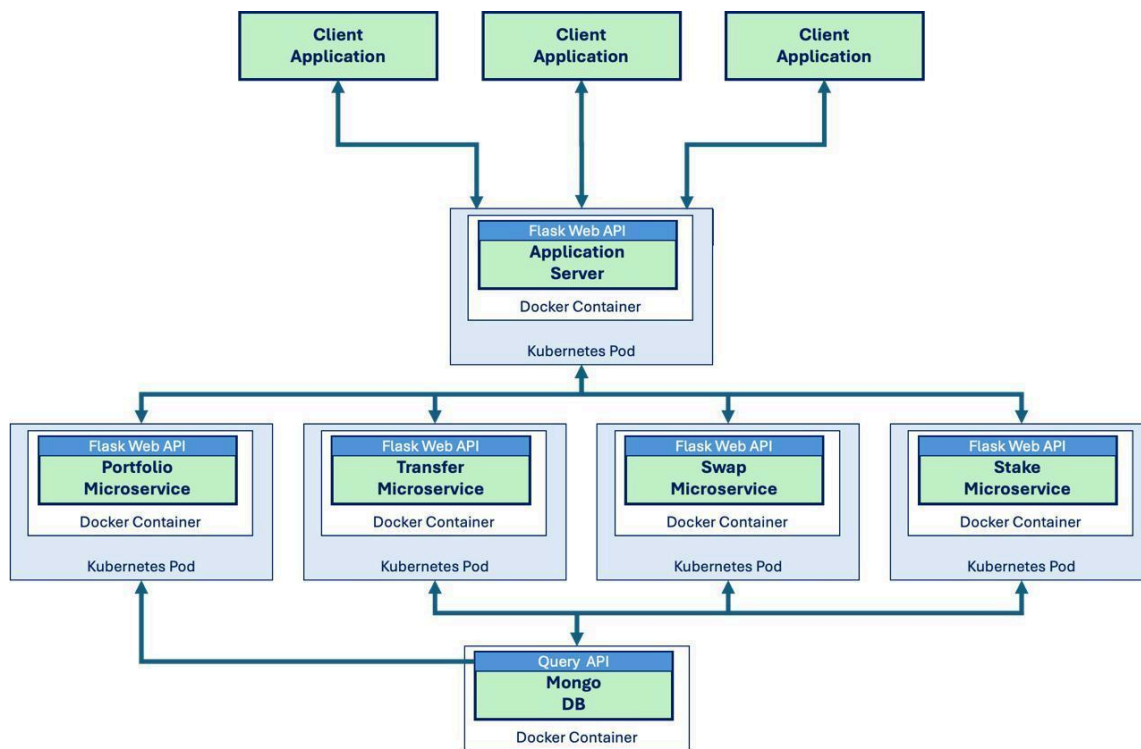 Client
Application
Client
Application
Client
Application
Flask Web API
Application
Server
Docker Container
Kubernetes Pod
Flask Web API
Portfolio
Microservice
Docker Container
Kubernetes Pod
Flask Web API
Transfer
Microservice
Docker Container
Kubernetes Pod
Flask Web API
Swap
Microservice
Docker Container
Kubernetes Pod
Flask Web API
Stake
Microservice
Docker Container
Kubernetes Pod
Query API
Mongo
DB
Docker Container